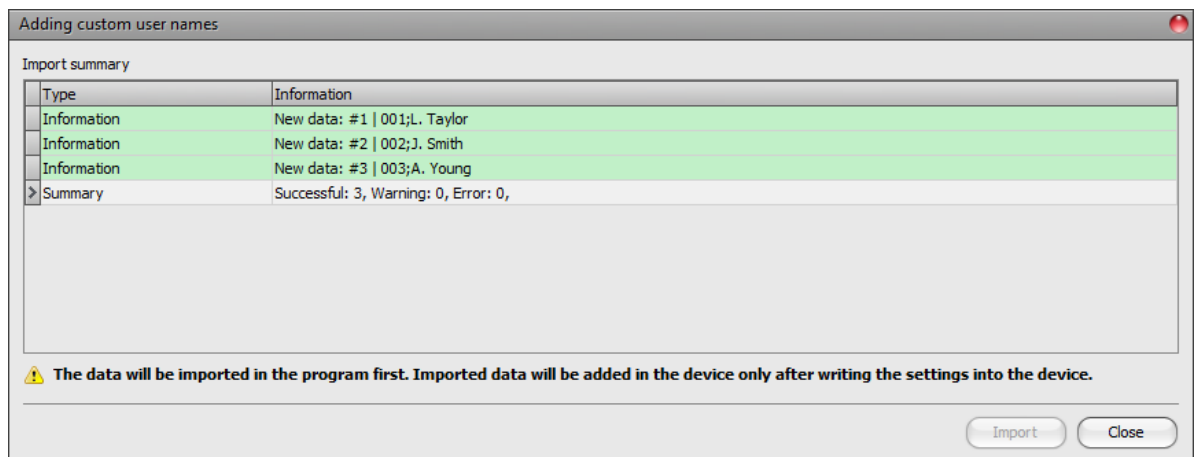 Adding custom user names
Import summary
Type Information
Information New data: #1 | 001;L. Taylor
Information New data: #2 | 002;J. Smith
Information New data: #3 | 003;A. Young
Summary Successful: 3, Warning: 0, Error: 0,
The data will be imported in the program first. Imported data will be added in the device only after writing the settings into the device.
Import Close